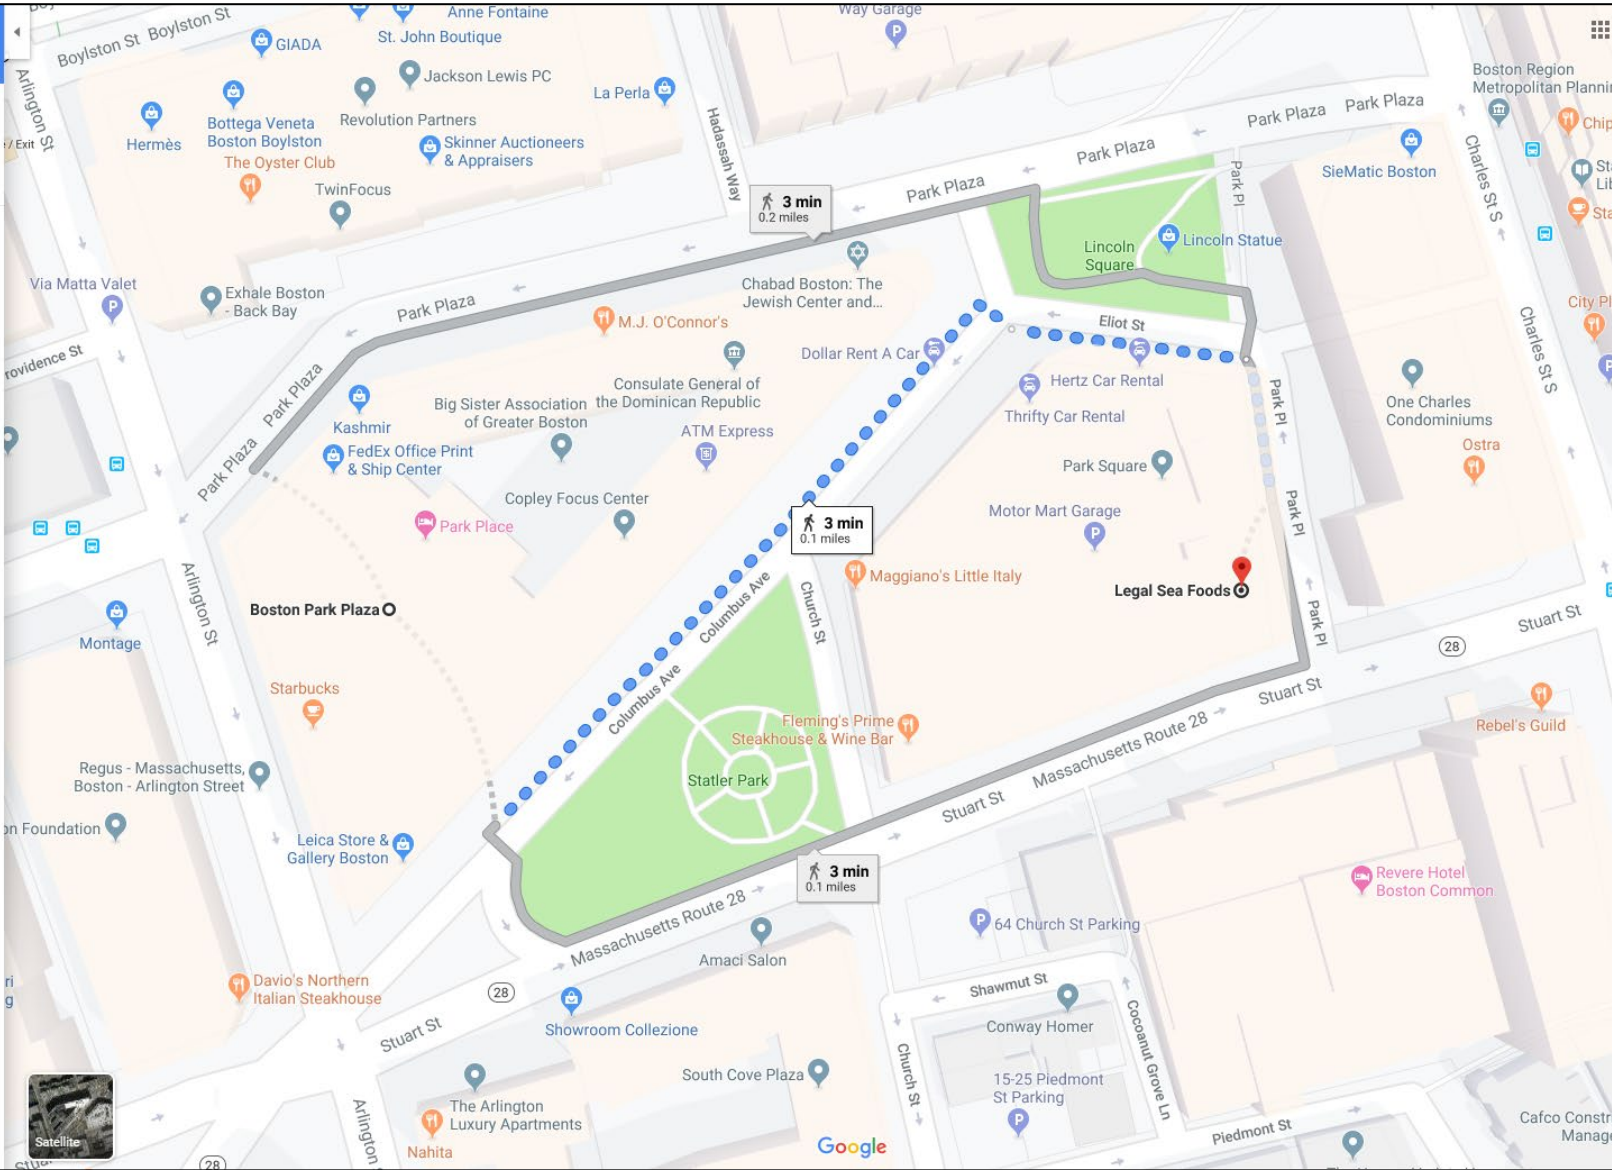 Boylston St
Boylston St
Anne Fontaine
Way Garage
GIADA
St. John Boutique
Jackson Lewis PC
La Perla
Boston Region
Metropolitan Planni
Arlington St
Hermès
Bottega Veneta
Boston Boylston
Revolution Partners
Skinner Auctioneers
& Appraisers
Hadassah Way
Park Plaza
Park Plaza
Park Plaza
Park Plaza
Chip
/ Exit
The Oyster Club
TwinFocus
3 min
0.2 miles
Park Pl
SieMatic Boston
Charles St S
Sta
Lib
Sta
Lincoln
Square
Lincoln Statue
Via Matta Valet
Exhale Boston
- Back Bay
Park Plaza
Chabad Boston: The
Jewish Center and...
M.J. O'Connor's
Eliot St
City Pl
Charles St S
rovidence St
Dollar Rent A Car
Hertz Car Rental
Thrifty Car Rental
Park Pl
One Charles
Condominiums
Park Plaza
Kashmir
Big Sister Association
of Greater Boston
Consulate General of
the Dominican Republic
ATM Express
FedEx Office Print
& Ship Center
Park Plaza
Park Square
Ostra
Copley Focus Center
Park Place
3 min
0.1 miles
Motor Mart Garage
Park Pl
Maggiano's Little Italy
Legal Sea Foods
Boston Park Plaza
Arlington St
Columbus Ave
Church St
Park Pl
Stuart St
28
Montage
Starbucks
Columbus Ave
Stuart St
Fleming's Prime
Steakhouse & Wine Bar
Massachusetts Route 28
Rebel's Guild
Regus - Massachusetts,
Boston - Arlington Street
Statler Park
Stuart St
on Foundation
Leica Store &
Gallery Boston
3 min
0.1 miles
Revere Hotel
Boston Common
Massachusetts Route 28
64 Church St Parking
Amaci Salon
ri
g
Davio's Northern
Italian Steakhouse
28
Shawmut St
Stuart St
Showroom Collezione
Conway Homer
Cocoanut Grove Ln
Church St
South Cove Plaza
15-25 Piedmont
St Parking
The Arlington
Luxury Apartments
Arlington
Nahita
Satellite
Google
Piedmont St
Cafco Constr
Manage
28